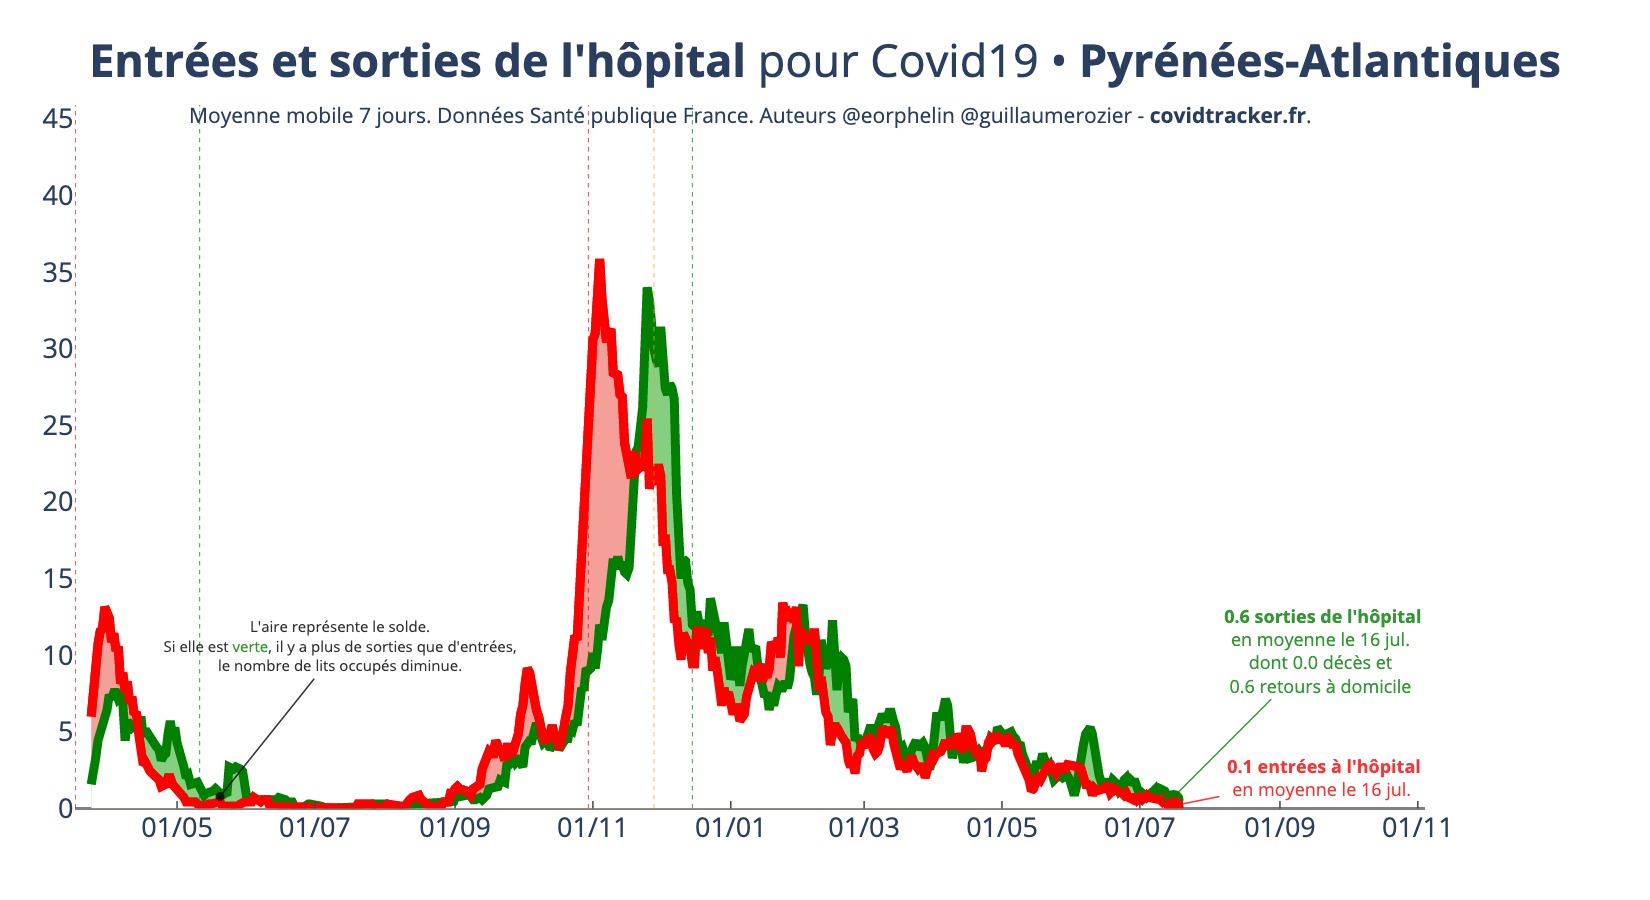 Entrées et sorties de l'hôpital pour Covid19 • Pyrénées-Atlantiques
Moyenne mobile 7 jours. Données Santé publique France. Auteurs @eorphelin @guillaumerozier - covidtracker.fr.
45
40
35
30
25
20
15
10
5
0
L'aire représente le solde.
Si elle est verte, il y a plus de sorties que d'entrées,
le nombre de lits occupés diminue.
0.6 sorties de l'hôpital
en moyenne le 16 jul.
dont 0.0 décès et
0.6 retours à domicile
0.1 entrées à l'hôpital
en moyenne le 16 jul.
01/05 01/07 01/09 01/11 01/01 01/03 01/05 01/07 01/09 01/11